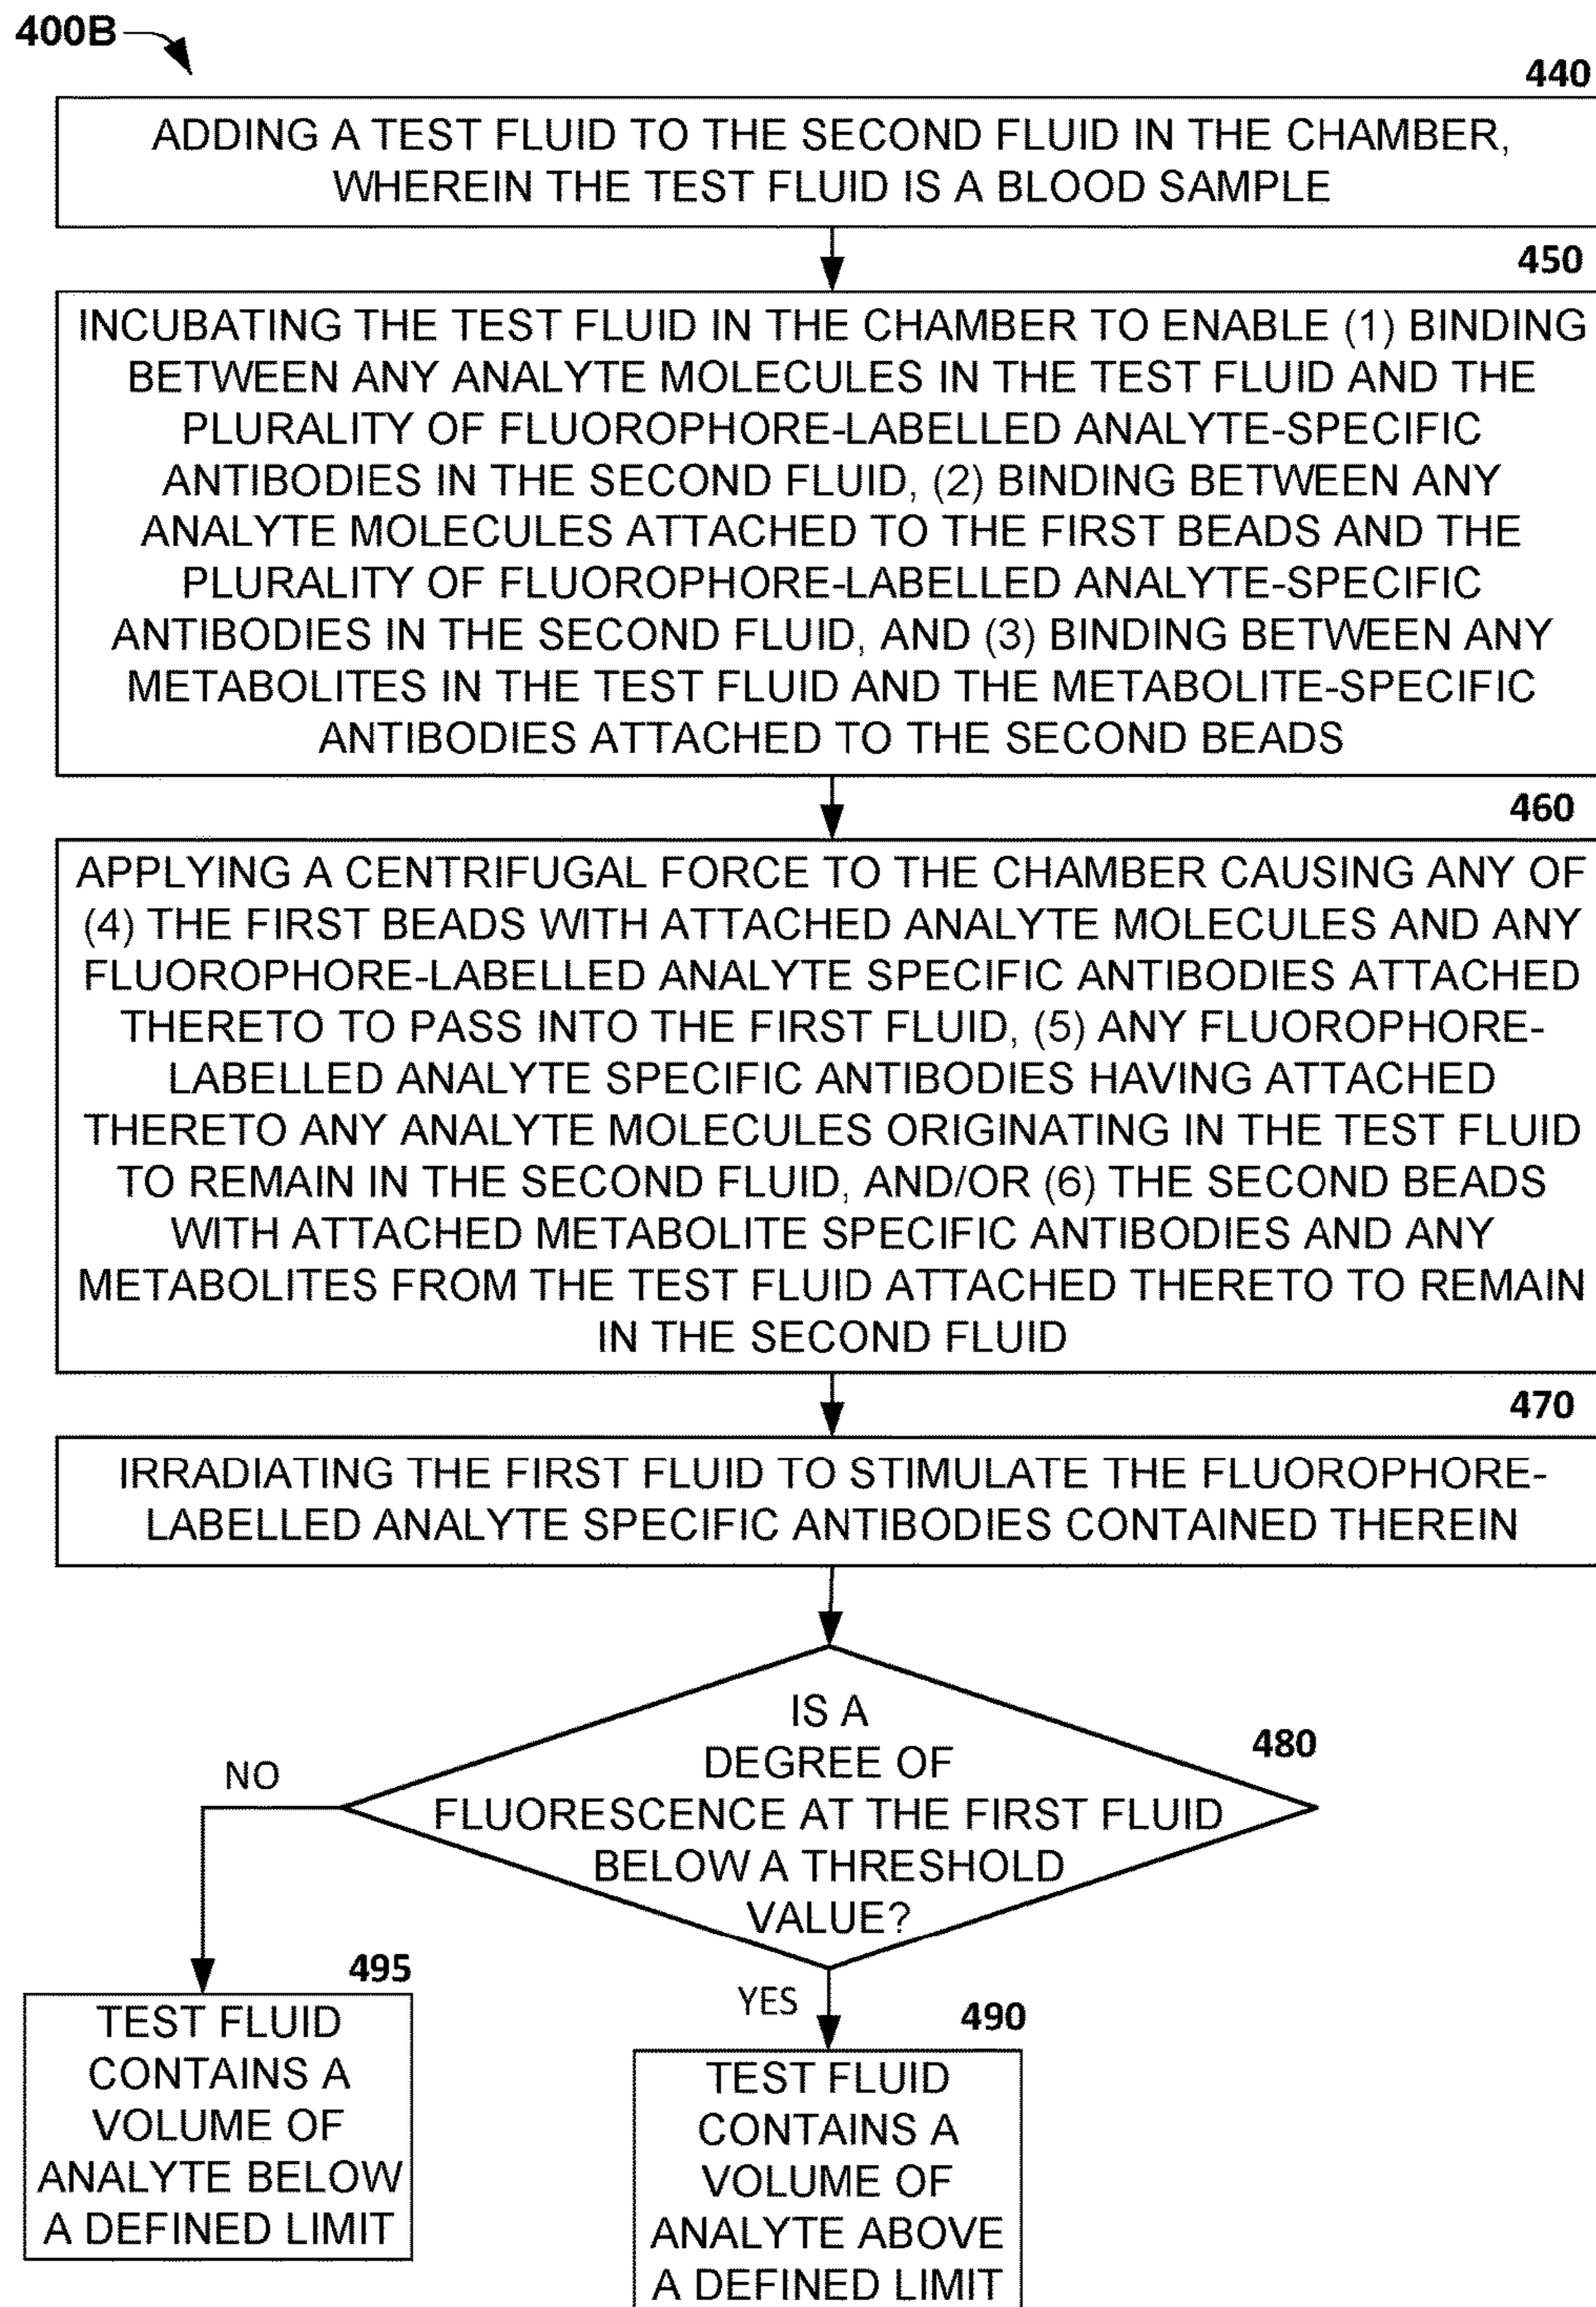 400B
440
ADDING A TEST FLUID TO THE SECOND FLUID IN THE CHAMBER,
WHEREIN THE TEST FLUID IS A BLOOD SAMPLE
450
INCUBATING THE TEST FLUID IN THE CHAMBER TO ENABLE (1) BINDING
BETWEEN ANY ANALYTE MOLECULES IN THE TEST FLUID AND THE
PLURALITY OF FLUOROPHORE-LABELLED ANALYTE-SPECIFIC
ANTIBODIES IN THE SECOND FLUID, (2) BINDING BETWEEN ANY
ANALYTE MOLECULES ATTACHED TO THE FIRST BEADS AND THE
PLURALITY OF FLUOROPHORE-LABELLED ANALYTE-SPECIFIC
ANTIBODIES IN THE SECOND FLUID, AND (3) BINDING BETWEEN ANY
METABOLITES IN THE TEST FLUID AND THE METABOLITE-SPECIFIC
ANTIBODIES ATTACHED TO THE SECOND BEADS
460
APPLYING A CENTRIFUGAL FORCE TO THE CHAMBER CAUSING ANY OF
(4) THE FIRST BEADS WITH ATTACHED ANALYTE MOLECULES AND ANY
FLUOROPHORE-LABELLED ANALYTE SPECIFIC ANTIBODIES ATTACHED
THERETO TO PASS INTO THE FIRST FLUID, (5) ANY FLUOROPHORE-
LABELLED ANALYTE SPECIFIC ANTIBODIES HAVING ATTACHED
THERETO ANY ANALYTE MOLECULES ORIGINATING IN THE TEST FLUID
TO REMAIN IN THE SECOND FLUID, AND/OR (6) THE SECOND BEADS
WITH ATTACHED METABOLITE SPECIFIC ANTIBODIES AND ANY
METABOLITES FROM THE TEST FLUID ATTACHED THERETO TO REMAIN
IN THE SECOND FLUID
470
IRRADIATING THE FIRST FLUID TO STIMULATE THE FLUOROPHORE-
LABELLED ANALYTE SPECIFIC ANTIBODIES CONTAINED THEREIN
480
IS A
DEGREE OF
FLUORESCENCE AT THE FIRST FLUID
BELOW A THRESHOLD
VALUE?
NO
495
TEST FLUID
CONTAINS A
VOLUME OF
ANALYTE BELOW
A DEFINED LIMIT
YES
490
TEST FLUID
CONTAINS A
VOLUME OF
ANALYTE ABOVE
A DEFINED LIMIT